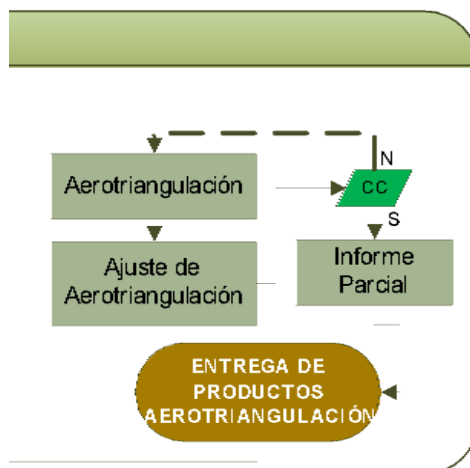 N
Aerotriangulación
CC
S
Ajuste de
Aerotriangulación
Informe
Parcial
ENTREGA DE
PRODUCTOS
AEROTRIANGULACIÓN